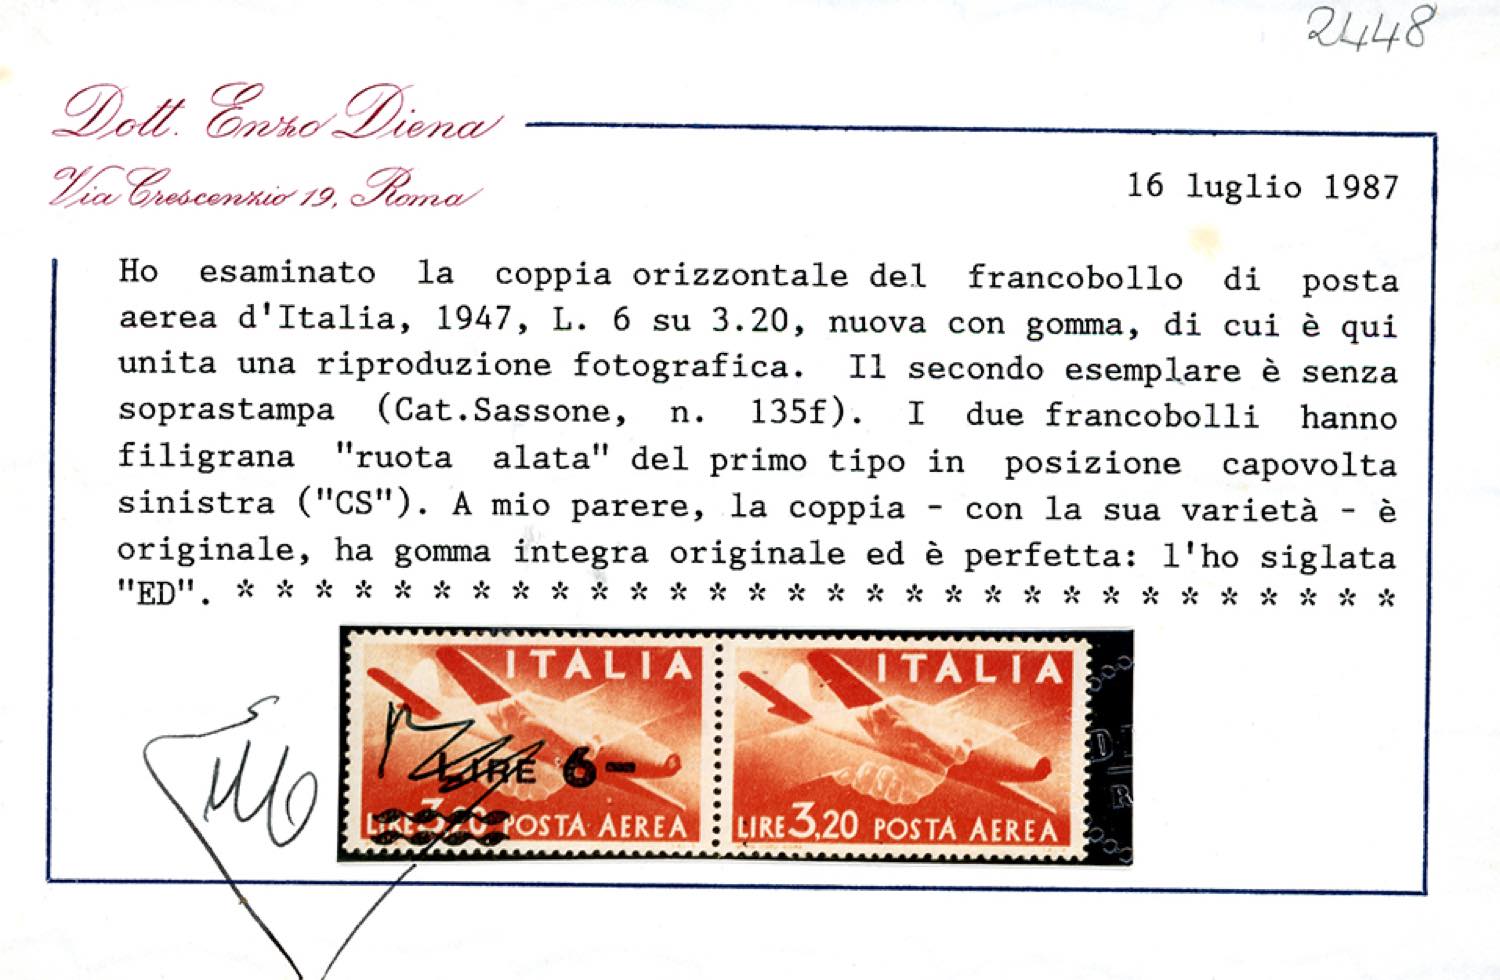 2448
Dott. Enzo Diena
Via Crescenzio 19, Roma
16 luglio 1987
Ho esaminato la coppia orizzontale del francobollo di posta
aerea d'Italia, 1947, L. 6 su 3.20, nuova con gomma, di cui è qui
unita una riproduzione fotografica. Il secondo esemplare è senza
soprastampa (Cat.Sassone, n. 135f). I due francobolli hanno
filigrana "ruota alata" del primo tipo in posizione capovolta
sinistra ("CS"). A mio parere, la coppia - con la sua varietà - è
originale, ha gomma integra originale ed è perfetta: l'ho siglata
"ED". * * * * * * * * * * * * * * * * * * * * * * * * * * * * * *
ITALIA ITALIA
LIRE 6-
LIRE 3,20 POSTA AEREA LIRE 3,20 POSTA AEREA